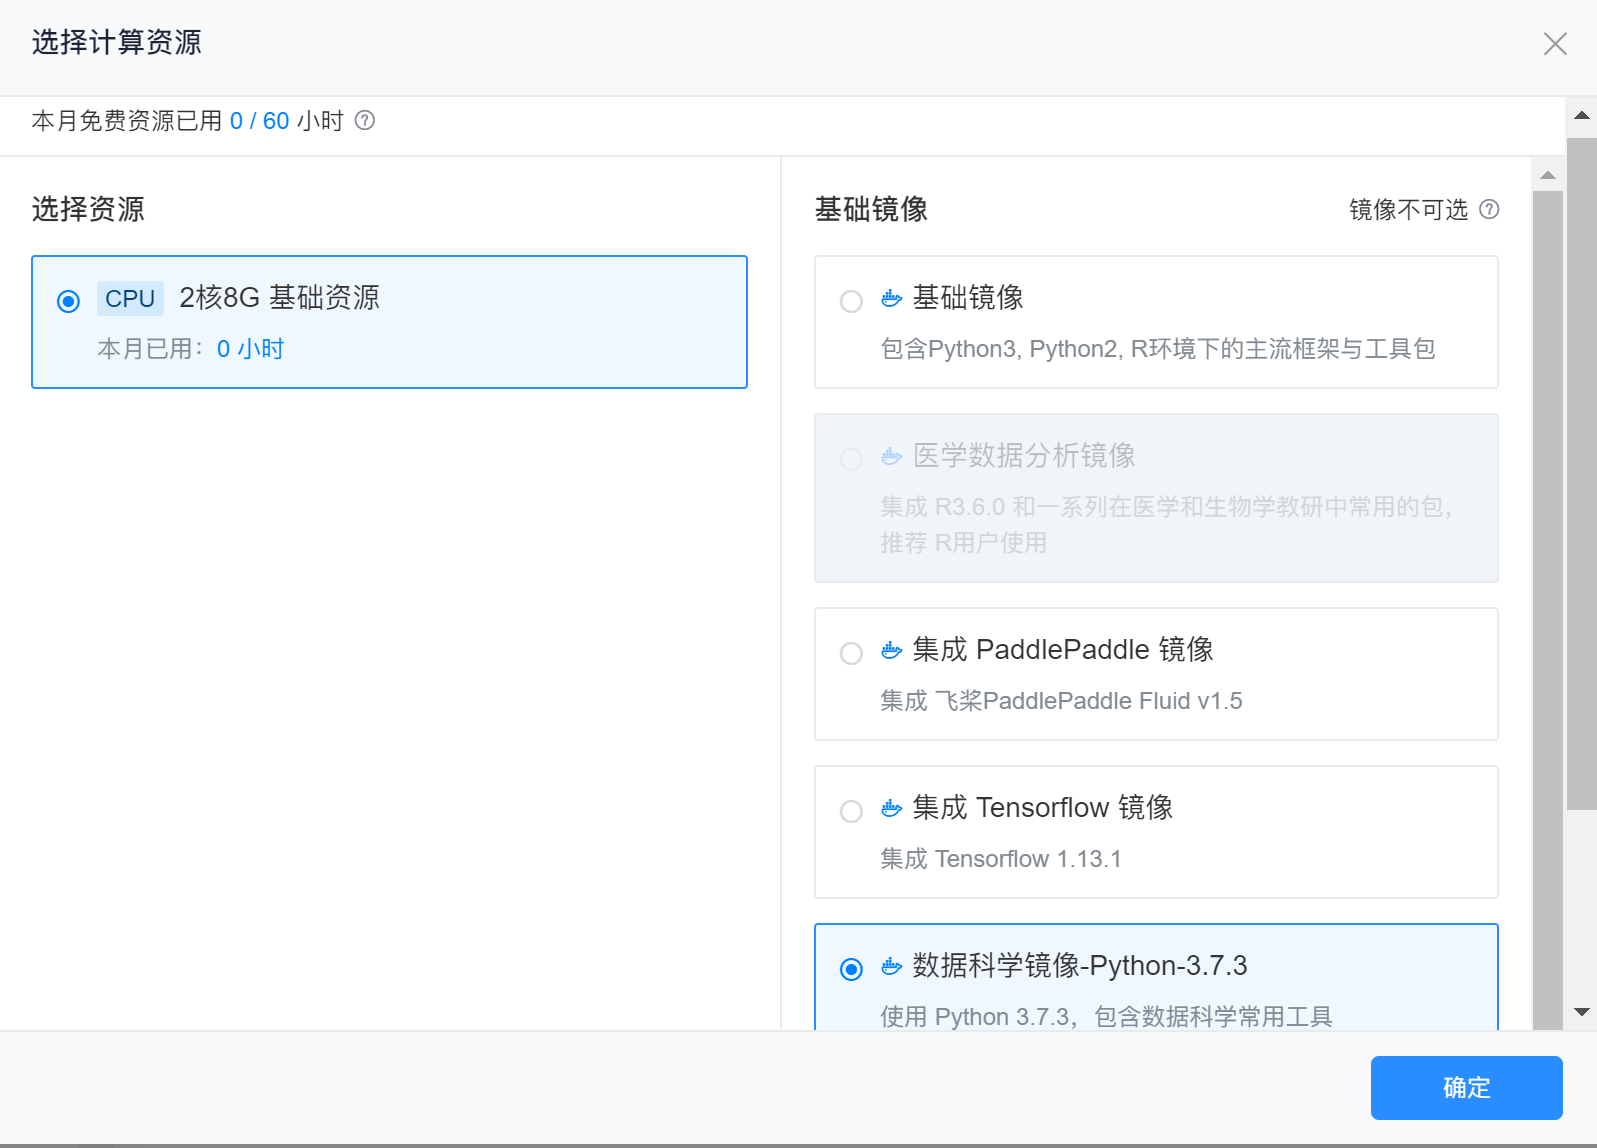 选择计算资源
本月免费资源已用 0 / 60 小时 ?
选择资源
CPU 2核8G 基础资源
本月已用： 0 小时
基础镜像
镜像不可选 ?
基础镜像
包含Python3, Python2, R环境下的主流框架与工具包
医学数据分析镜像
集成 R3.6.0 和一系列在医学和生物学教研中常用的包，
推荐 R用户使用
集成 PaddlePaddle 镜像
集成 飞桨PaddlePaddle Fluid v1.5
集成 Tensorflow 镜像
集成 Tensorflow 1.13.1
数据科学镜像-Python-3.7.3
使用 Python 3.7.3，包含数据科学常用工具
确定